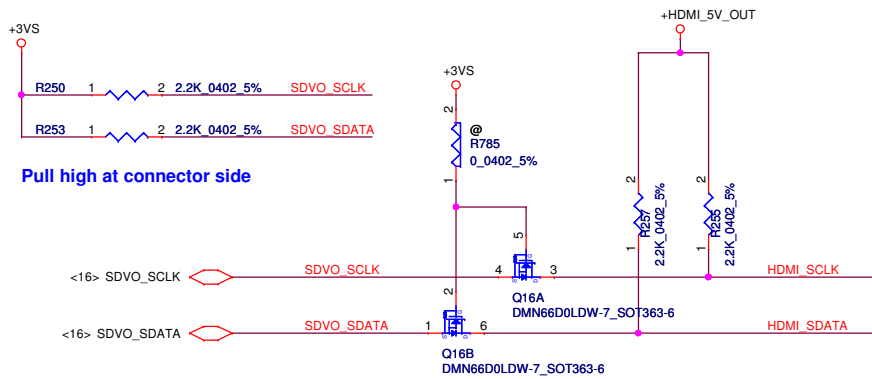 +3VS
R250 1 2 2.2K_0402_5% SDVO_SCLK
R253 1 2 2.2K_0402_5% SDVO_SDATA
Pull high at connector side
+HDMI_5V_OUT
+3VS
2
@
R785
0_0402_5%
1
2
R257
2.2K_0402_5%
1
2
R255
2.2K_0402_5%
1
5
G
<16> SDVO_SCLK SDVO_SCLK 4 S D 3 HDMI_SCLK
Q16A
DMN66D0LDW-7_SOT363-6
2
G
<16> SDVO_SDATA SDVO_SDATA 1 S D 6 HDMI_SDATA
Q16B
DMN66D0LDW-7_SOT363-6